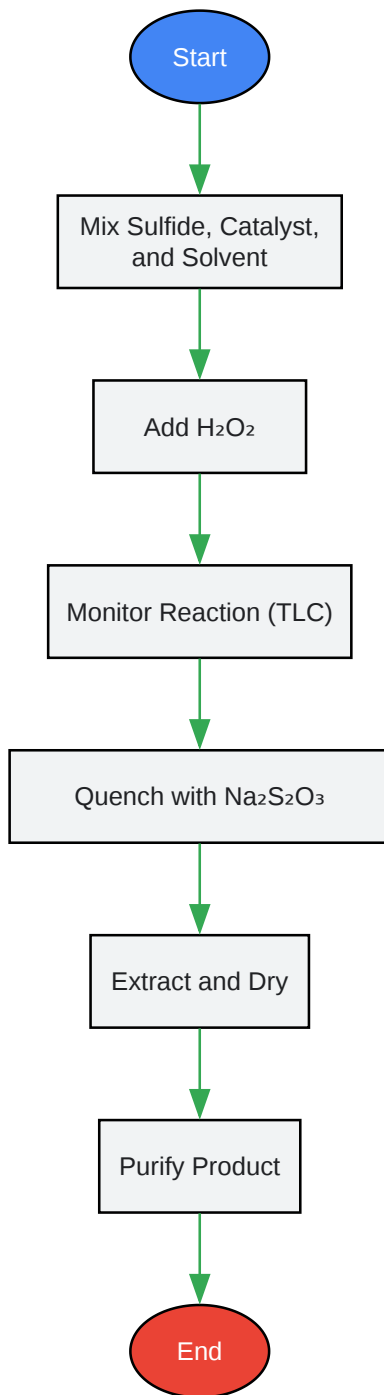 Start
Mix Sulfide, Catalyst,
and Solvent
Add H₂O₂
Monitor Reaction (TLC)
Quench with Na₂S₂O₃
Extract and Dry
Purify Product
End